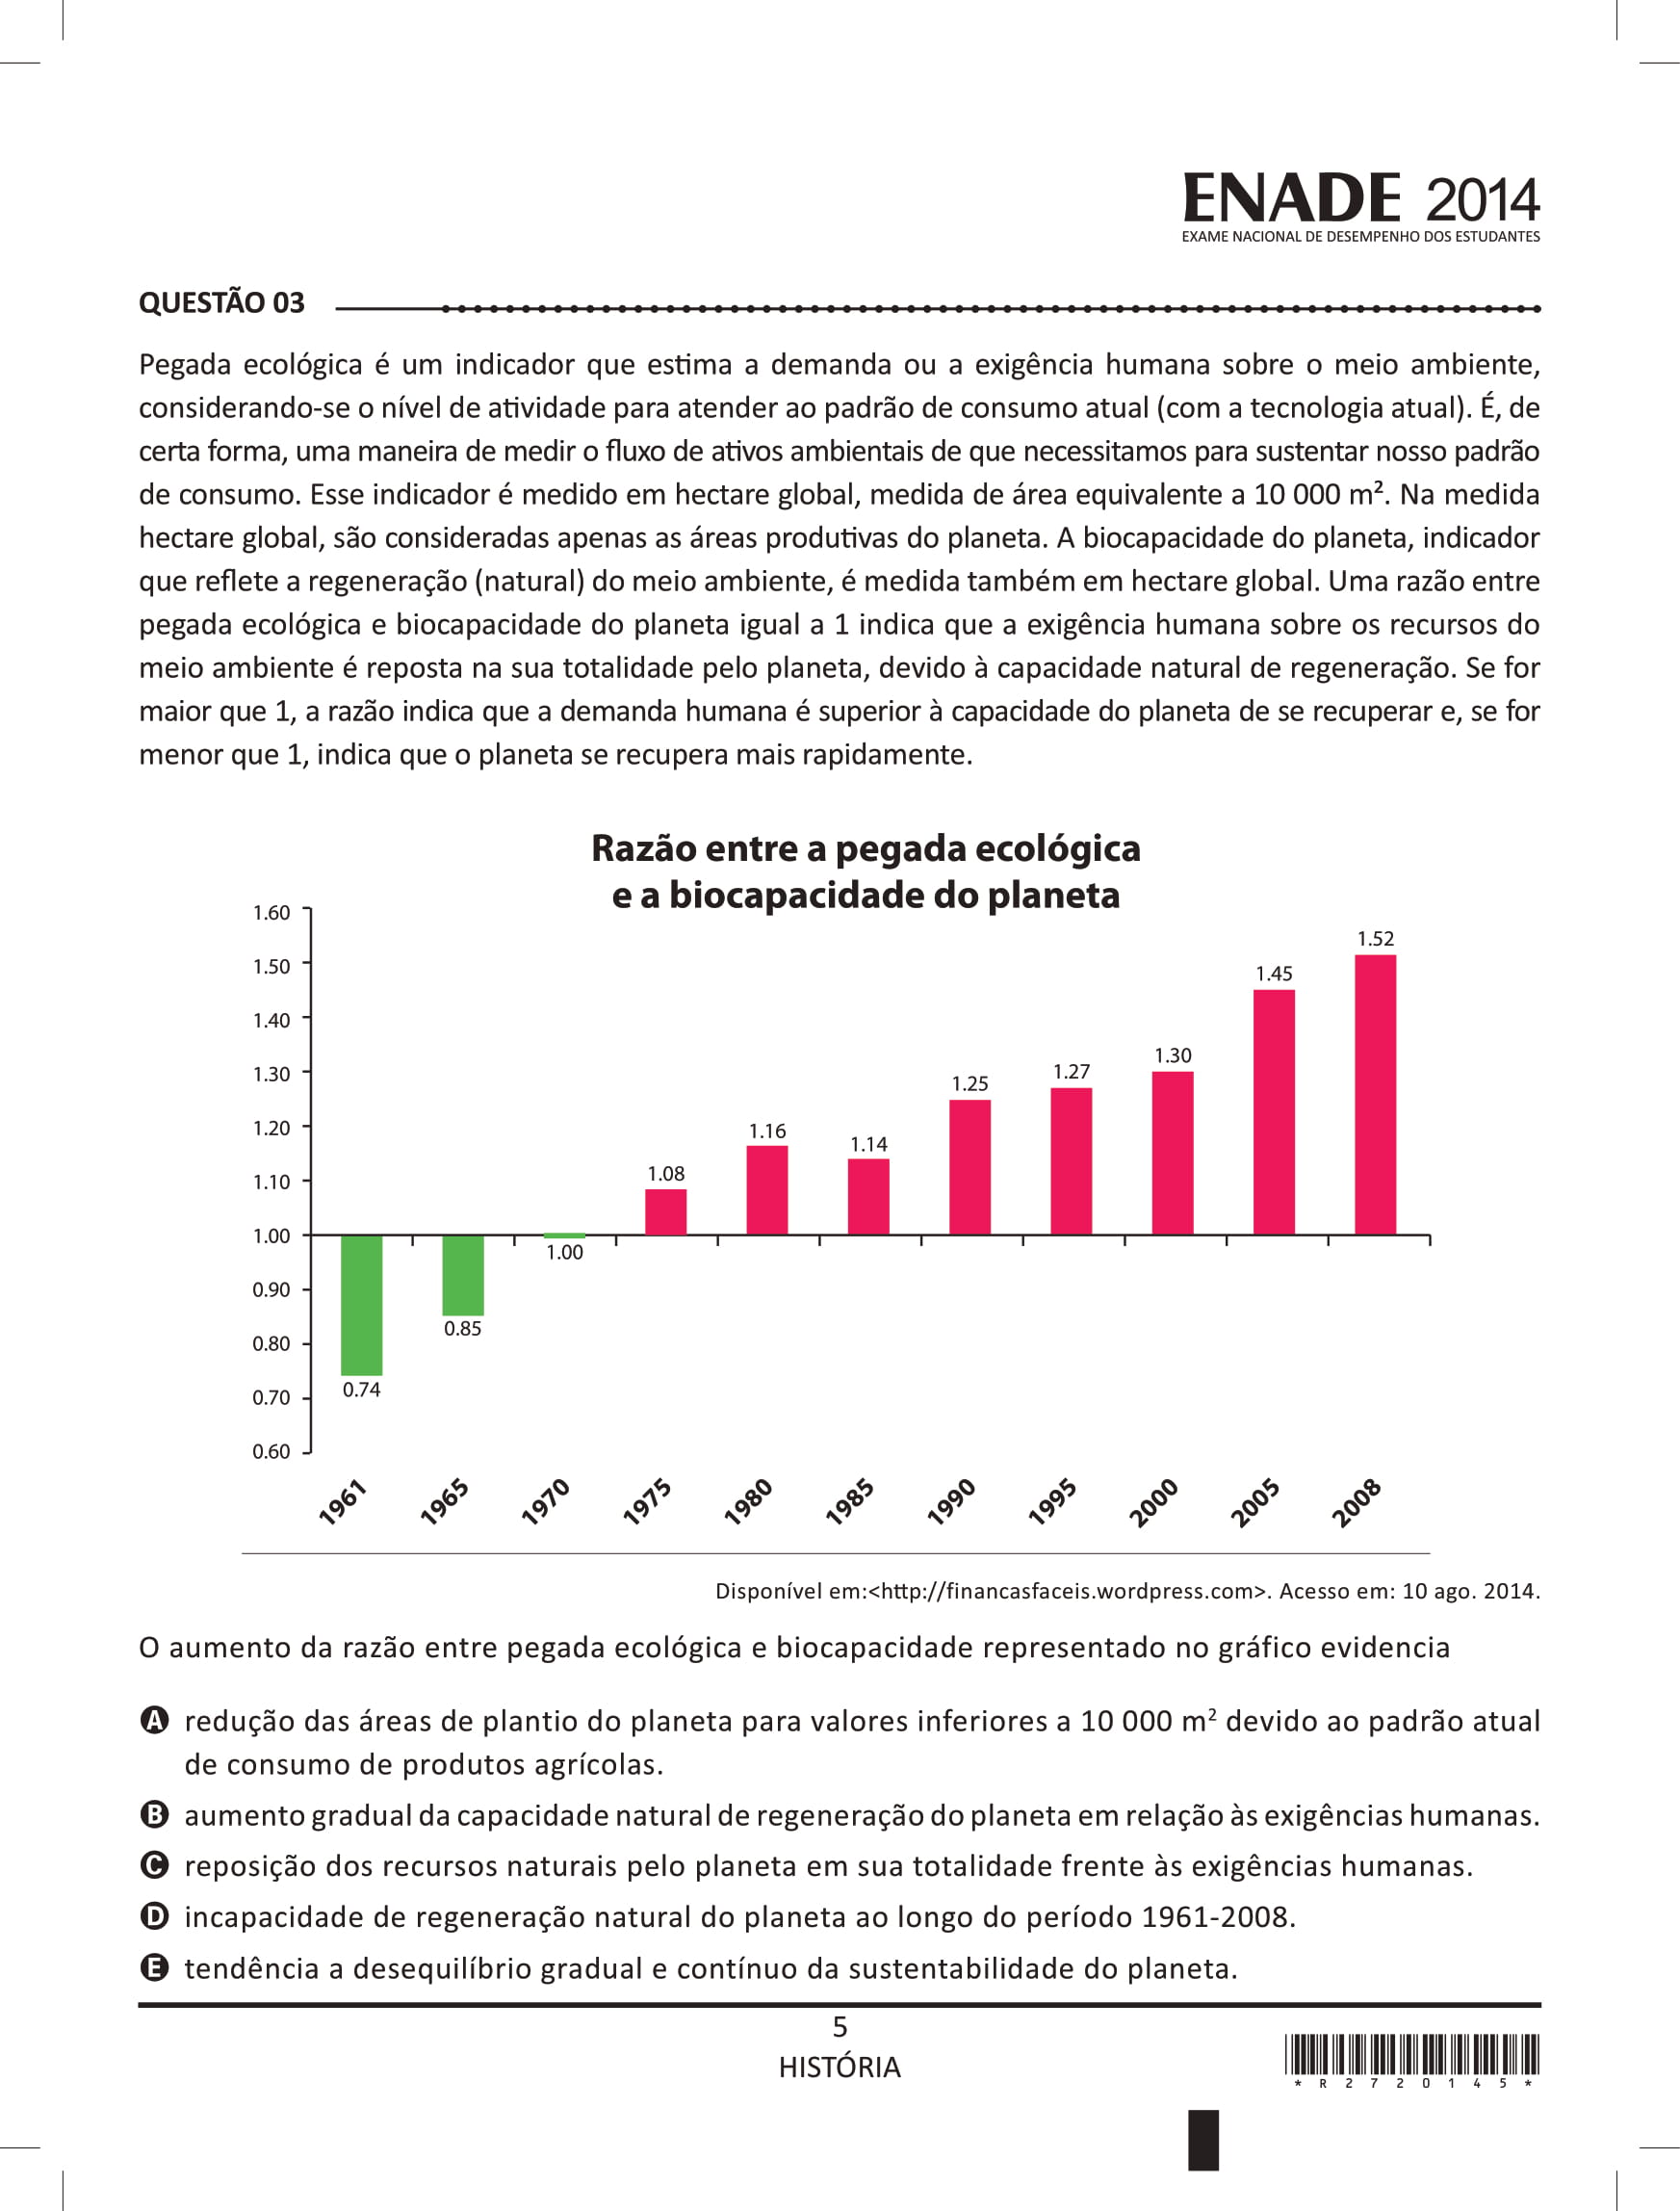 ENADE 2014
EXAME NACIONAL DE DESEMPENHO DOS ESTUDANTES
QUESTÃO 03
Pegada ecológica é um indicador que estima a demanda ou a exigência humana sobre o meio ambiente,
considerando-se o nível de atividade para atender ao padrão de consumo atual (com a tecnologia atual). É, de
certa forma, uma maneira de medir o fluxo de ativos ambientais de que necessitamos para sustentar nosso padrão
de consumo. Esse indicador é medido em hectare global, medida de área equivalente a 10 000 m². Na medida
hectare global, são consideradas apenas as áreas produtivas do planeta. A biocapacidade do planeta, indicador
que reflete a regeneração (natural) do meio ambiente, é medida também em hectare global. Uma razão entre
pegada ecológica e biocapacidade do planeta igual a 1 indica que a exigência humana sobre os recursos do
meio ambiente é reposta na sua totalidade pelo planeta, devido à capacidade natural de regeneração. Se for
maior que 1, a razão indica que a demanda humana é superior à capacidade do planeta de se recuperar e, se for
menor que 1, indica que o planeta se recupera mais rapidamente.
Razão entre a pegada ecológica
e a biocapacidade do planeta
1.60
1.52
1.50
1.45
1.40
1.30
1.30
1.27
1.25
1.20
1.16
1.14
1.10
1.08
1.00
1.00
0.90
0.85
0.80
0.74
0.70
0.60
1961 1965 1970 1975 1980 1985 1990 1995 2000 2005 2008
Disponível em:<http://financasfaceis.wordpress.com>. Acesso em: 10 ago. 2014.
O aumento da razão entre pegada ecológica e biocapacidade representado no gráfico evidencia
A redução das áreas de plantio do planeta para valores inferiores a 10 000 m² devido ao padrão atual
de consumo de produtos agrícolas.
B aumento gradual da capacidade natural de regeneração do planeta em relação às exigências humanas.
C reposição dos recursos naturais pelo planeta em sua totalidade frente às exigências humanas.
D incapacidade de regeneração natural do planeta ao longo do período 1961-2008.
E tendência a desequilíbrio gradual e contínuo da sustentabilidade do planeta.
5
HISTÓRIA
* R 2 7 2 0 1 4 5 *